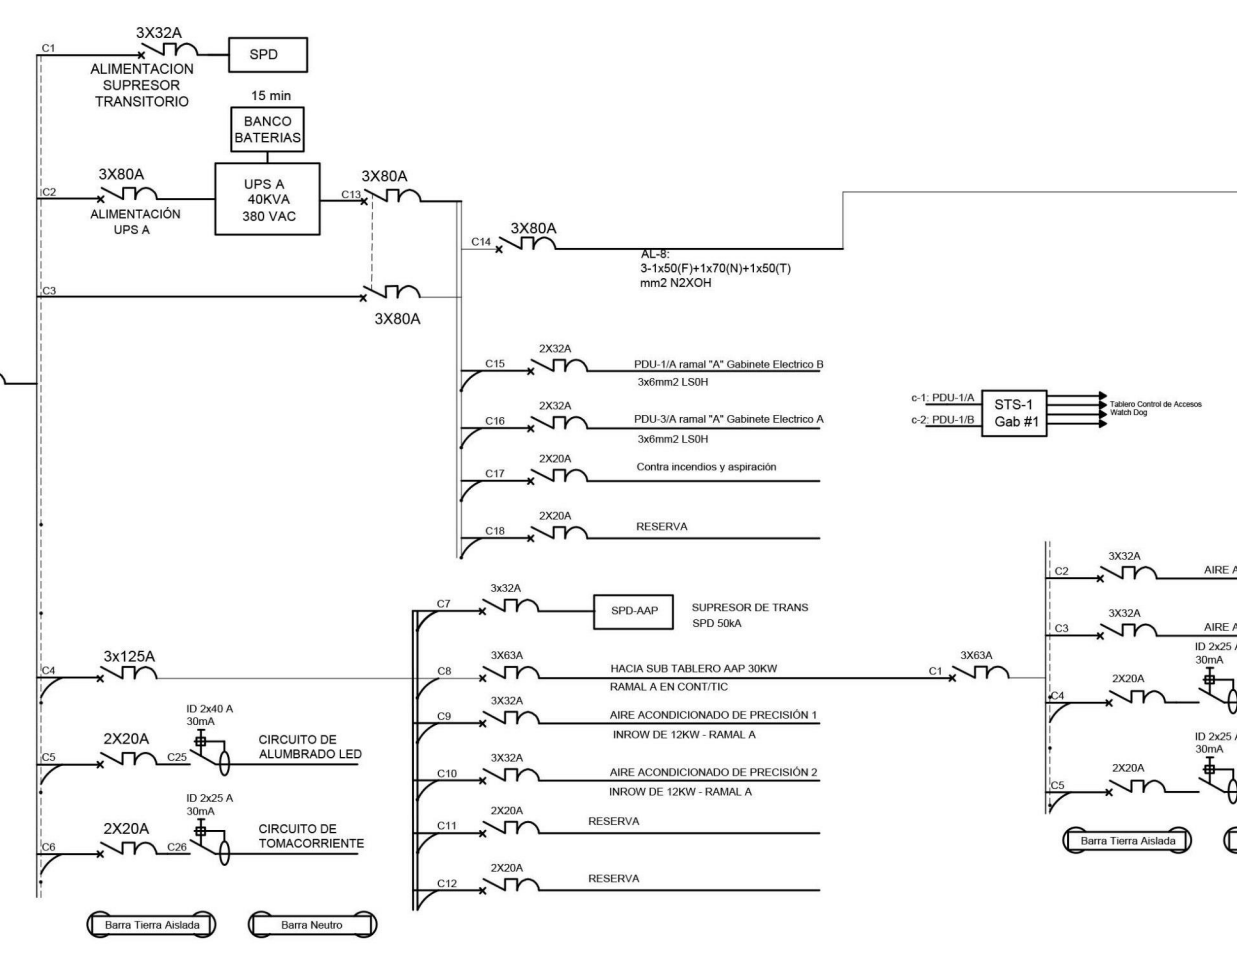 3X32A
C1
SPD
ALIMENTACION
SUPRESOR
TRANSITORIO
15 min
BANCO
BATERIAS
3X80A
C2
ALIMENTACIÓN
UPS A
UPS A
40KVA
380 VAC
3X80A
C13
C3
3X80A
3X80A
C14
AL-8:
3-1x50(F)+1x70(N)+1x50(T)
mm2 N2XOH
2X32A
C15
PDU-1/A ramal "A" Gabinete Electrico B
3x6mm2 LS0H
2X32A
C16
PDU-3/A ramal "A" Gabinete Electrico A
3x6mm2 LS0H
2X20A
C17
Contra incendios y aspiración
2X20A
C18
RESERVA
c-1: PDU-1/A
c-2: PDU-1/B
STS-1
Gab #1
Tablero Control de Accesos
Watch Dog
3x32A
C7
SPD-AAP
SUPRESOR DE TRANS
SPD 50kA
3x125A
C4
3X63A
C8
HACIA SUB TABLERO AAP 30KW
RAMAL A EN CONT/TIC
3X32A
C9
AIRE ACONDICIONADO DE PRECISIÓN 1
INROW DE 12KW - RAMAL A
3X32A
C10
AIRE ACONDICIONADO DE PRECISIÓN 2
INROW DE 12KW - RAMAL A
2X20A
C11
RESERVA
2X20A
C12
RESERVA
ID 2x40 A
30mA
2X20A
C5
C25
CIRCUITO DE
ALUMBRADO LED
ID 2x25 A
30mA
2X20A
C6
C26
CIRCUITO DE
TOMACORRIENTE
Barra Tierra Aislada
Barra Neutro
C1
3X63A
3X32A
C2
AIRE A
3X32A
C3
AIRE A
ID 2x25 A
30mA
2X20A
C4
ID 2x25 A
30mA
2X20A
C5
Barra Tierra Aislada